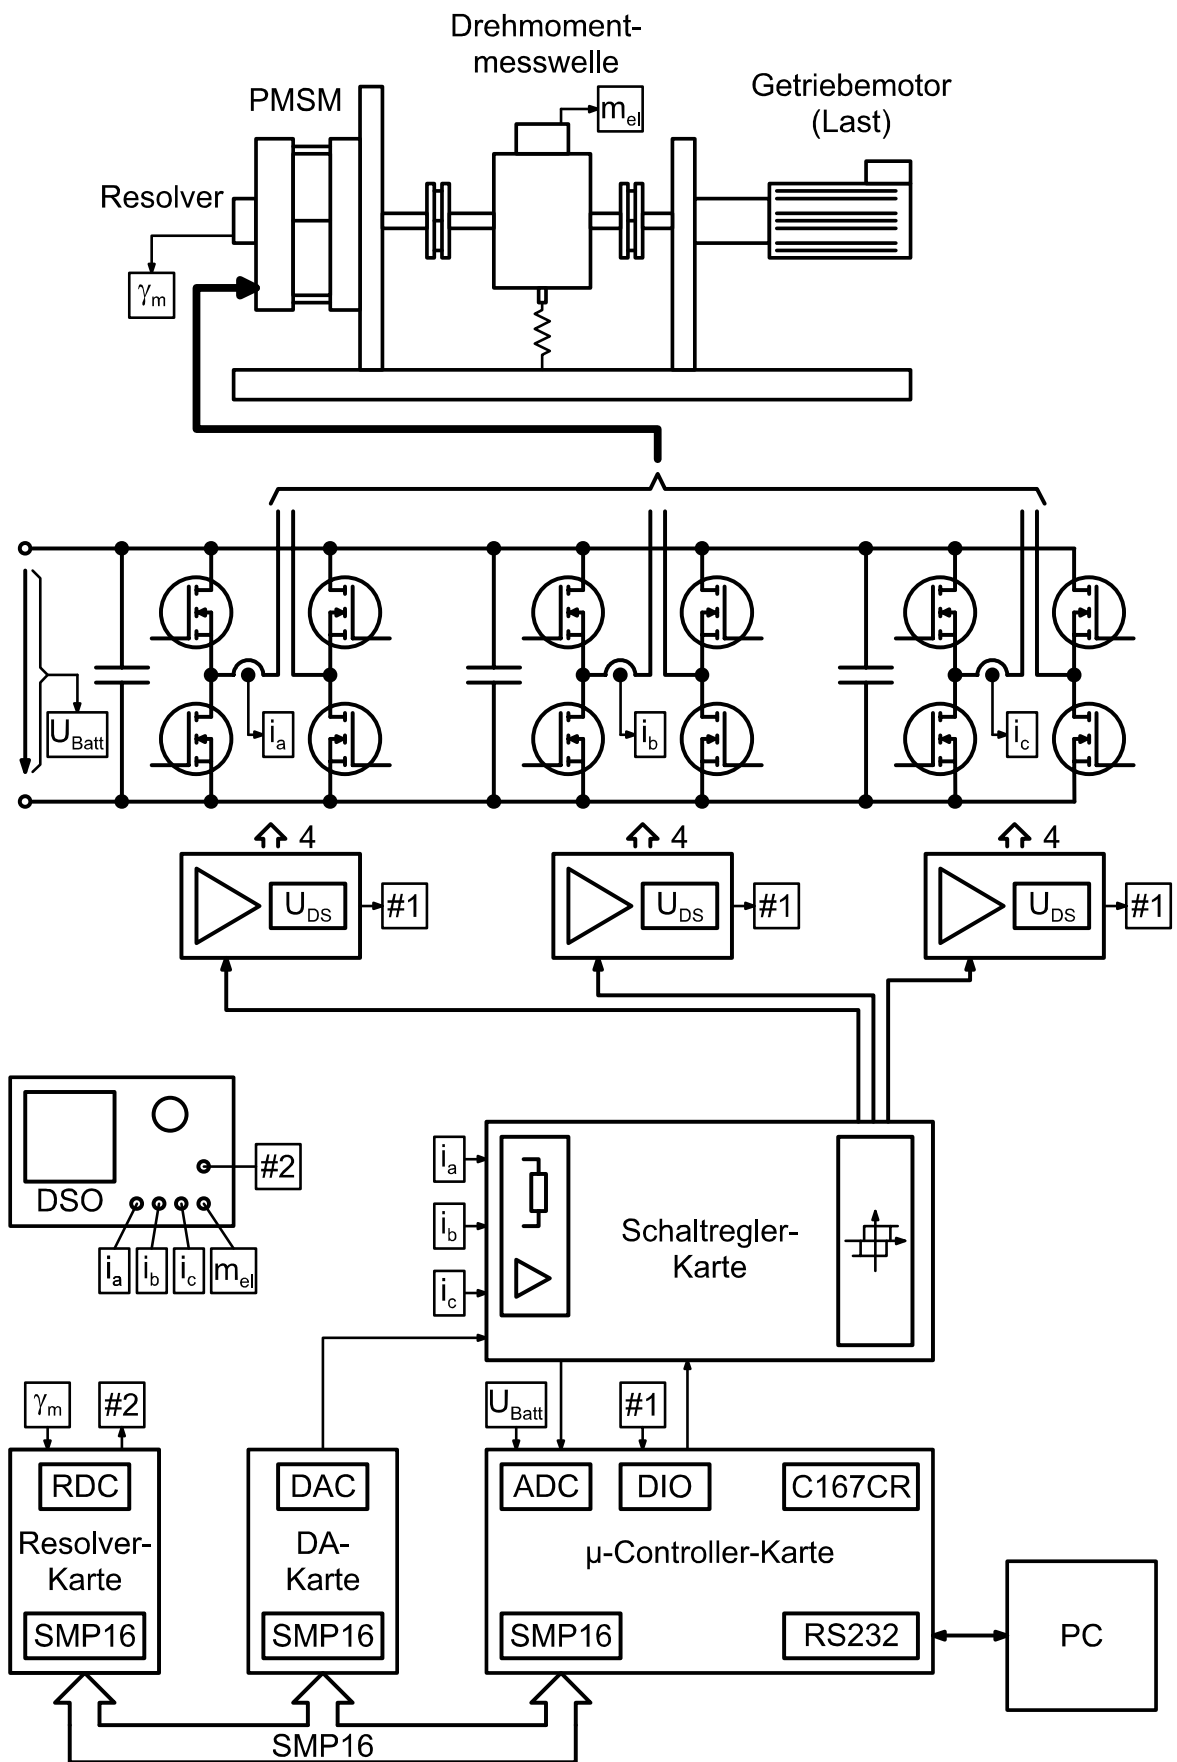 Drehmoment-
messwelle
PMSM
m_el
Getriebemotor
(Last)
Resolver
γ_m
U_Batt
i_a
i_b
i_c
4
4
4
U_DS
#1
U_DS
#1
U_DS
#1
DSO
#2
i_a
i_b
i_c
m_el
i_a
i_b
i_c
Schaltregler-
Karte
γ_m
#2
U_Batt
#1
RDC
Resolver-
Karte
SMP16
DAC
DA-
Karte
SMP16
ADC
DIO
C167CR
µ-Controller-Karte
SMP16
RS232
PC
SMP16